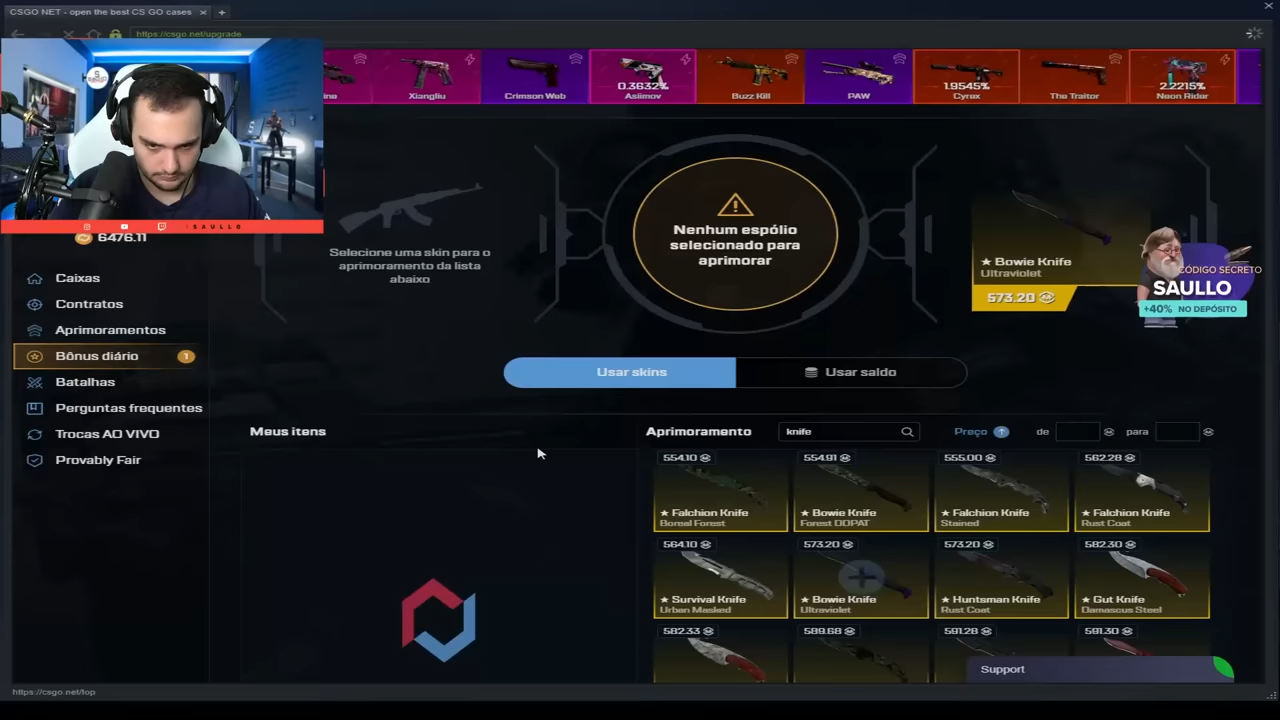 CSGO NET - open the best CS GO cases
https://csgo.net/upgrade
Xiangliu
Crimson Web
0.3632%
Asiimov
Buzz Kill
PAW
1.9545%
Cyrex
The Traitor
2.2215%
Neon Rider
SAULLO
6476.11
Caixas
Contratos
Aprimoramentos
Bônus diário
1
Batalhas
Perguntas frequentes
Trocas AO VIVO
Provably Fair
Selecione uma skin para o
aprimoramento da lista
abaixo
Nenhum espólio
selecionado para
aprimorar
★ Bowie Knife
Ultraviolet
573.20
CÓDIGO SECRETO
SAULLO
+40% NO DEPÓSITO
Usar skins
Usar saldo
Meus itens
Aprimoramento
knife
Preço
de
para
554.10
★ Falchion Knife
Boreal Forest
554.91
★ Bowie Knife
Forest DDPAT
555.00
★ Falchion Knife
Stained
562.28
★ Falchion Knife
Rust Coat
564.10
★ Survival Knife
Urban Masked
573.20
★ Bowie Knife
Ultraviolet
573.20
★ Huntsman Knife
Rust Coat
582.30
★ Gut Knife
Damascus Steel
582.33
589.68
591.28
591.30
Support
https://csgo.net/top